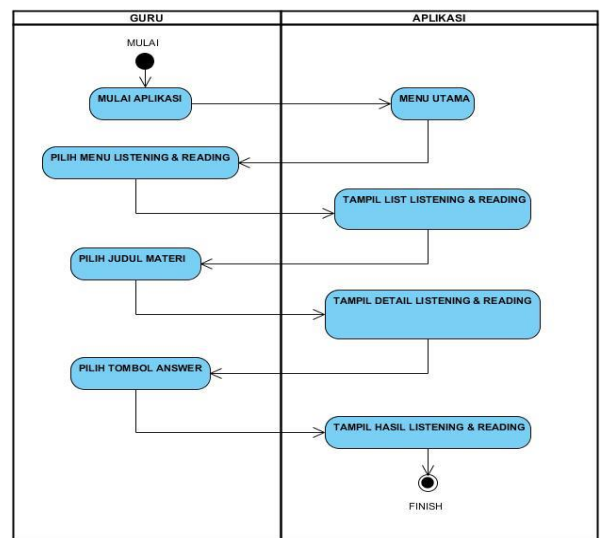 GURU
APLIKASI
MULAI
MULAI APLIKASI
MENU UTAMA
PILIH MENU LISTENING & READING
TAMPIL LIST LISTENING & READING
PILIH JUDUL MATERI
TAMPIL DETAIL LISTENING & READING
PILIH TOMBOL ANSWER
TAMPIL HASIL LISTENING & READING
FINISH